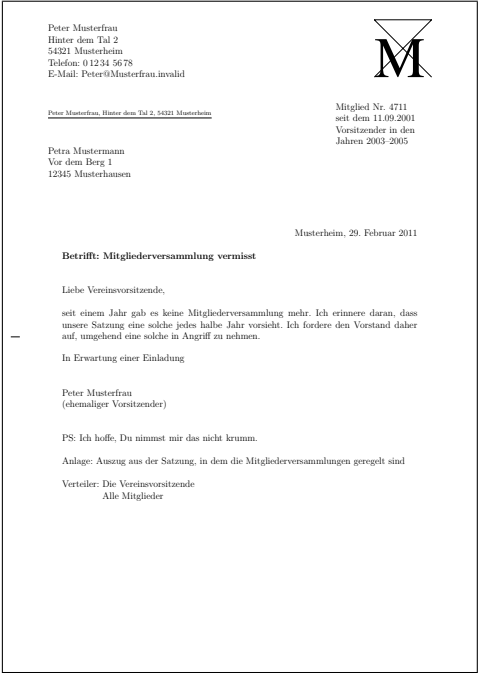 Peter Musterfrau
Hinter dem Tal 2
54321 Musterheim
Telefon: 0 12 34 56 78
E-Mail: Peter@Musterfrau.invalid
M
Peter Musterfrau, Hinter dem Tal 2, 54321 Musterheim
Mitglied Nr. 4711
seit dem 11.09.2001
Vorsitzender in den
Jahren 2003–2005
Petra Mustermann
Vor dem Berg 1
12345 Musterhausen
Musterheim, 29. Februar 2011
Betrifft: Mitgliederversammlung vermisst
Liebe Vereinsvorsitzende,
seit einem Jahr gab es keine Mitgliederversammlung mehr. Ich erinnere daran, dass
unsere Satzung eine solche jedes halbe Jahr vorsieht. Ich fordere den Vorstand daher
auf, umgehend eine solche in Angriff zu nehmen.
In Erwartung einer Einladung
Peter Musterfrau
(ehemaliger Vorsitzender)
PS: Ich hoffe, Du nimmst mir das nicht krumm.
Anlage: Auszug aus der Satzung, in dem die Mitgliederversammlungen geregelt sind
Verteiler: Die Vereinsvorsitzende
Alle Mitglieder